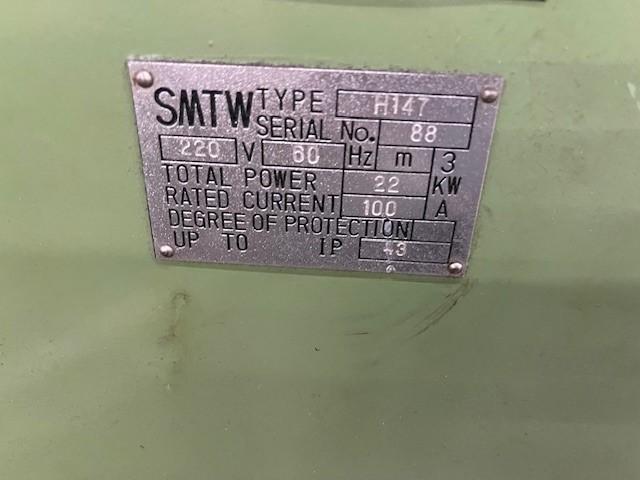 SMTW TYPE H147
SERIAL No. 88
220 V 60 Hz m 3
TOTAL POWER 22 KW
RATED CURRENT 100 A
DEGREE OF PROTECTION
UP TO IP 43